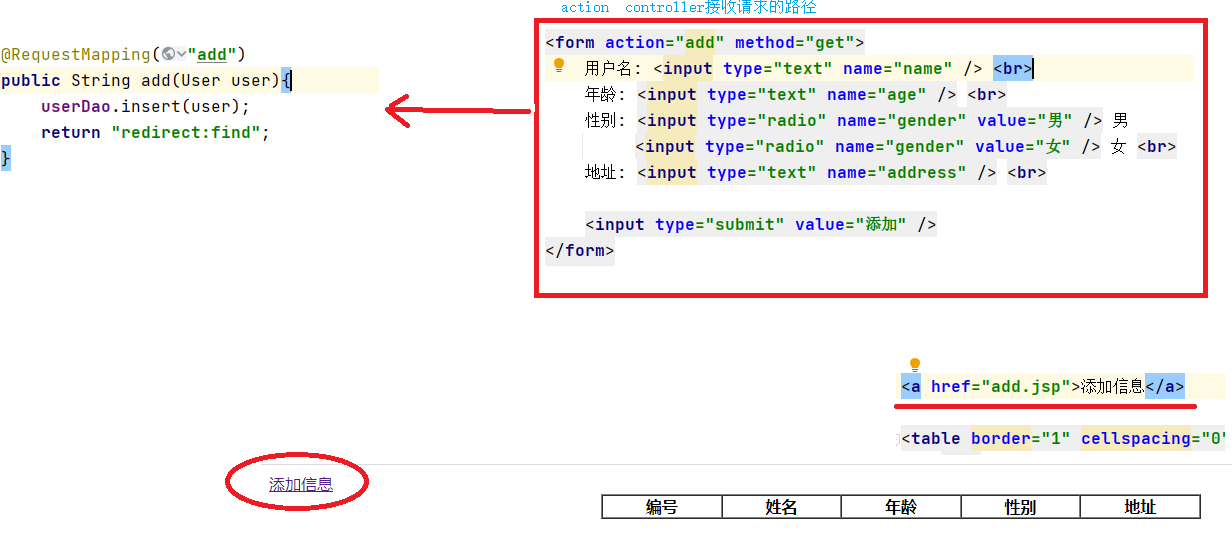 action controller接收请求的路径
@RequestMapping("add")
public String add(User user){
    userDao.insert(user);
    return "redirect:find";
}
<form action="add" method="get">
    用户名: <input type="text" name="name" /> <br>
    年龄: <input type="text" name="age" /> <br>
    性别: <input type="radio" name="gender" value="男" /> 男
         <input type="radio" name="gender" value="女" /> 女 <br>
    地址: <input type="text" name="address" /> <br>
    <input type="submit" value="添加" />
</form>
<a href="add.jsp">添加信息</a>
<table border="1" cellspacing="0"
添加信息
编号 姓名 年龄 性别 地址